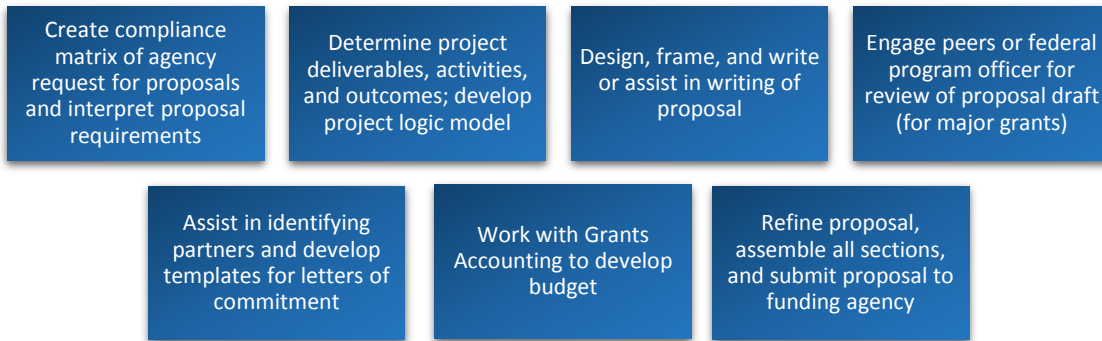 Create compliance
matrix of agency
request for proposals
and interpret proposal
requirements
Determine project
deliverables, activities,
and outcomes; develop
project logic model
Design, frame, and write
or assist in writing of
proposal
Engage peers or federal
program officer for
review of proposal draft
(for major grants)
Assist in identifying
partners and develop
templates for letters of
commitment
Work with Grants
Accounting to develop
budget
Refine proposal,
assemble all sections,
and submit proposal to
funding agency